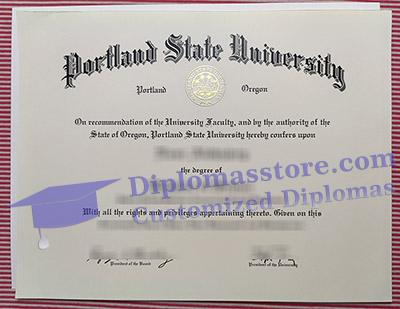 Portland State University
Portland Oregon
On recommendation of the University Faculty, and by the authority of the
State of Oregon, Portland State University hereby confers upon
the degree of
Diplomasstore.com
Customized Diplomas
With all the rights and privileges appertaining thereto. Given on this
President of the Board President of the University